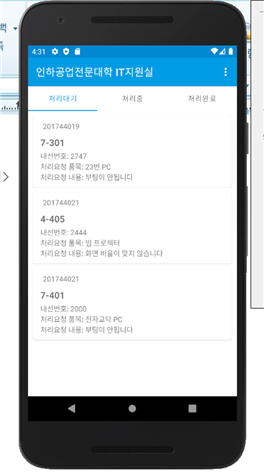 4:31
인하공업전문대학 IT지원실
처리대기
처리중
처리완료
201744019
7-301
내선번호: 2747
처리요청 품목: 23번 PC
처리요청 내용: 부팅이 안됩니다
201744021
4-405
내선번호: 2444
처리요청 품목: 빔 프로젝터
처리요청 내용: 화면 비율이 맞지 않습니다
201744021
7-401
내선번호: 2000
처리요청 품목: 전자교탁 PC
처리요청 내용: 부팅이 안됩니다